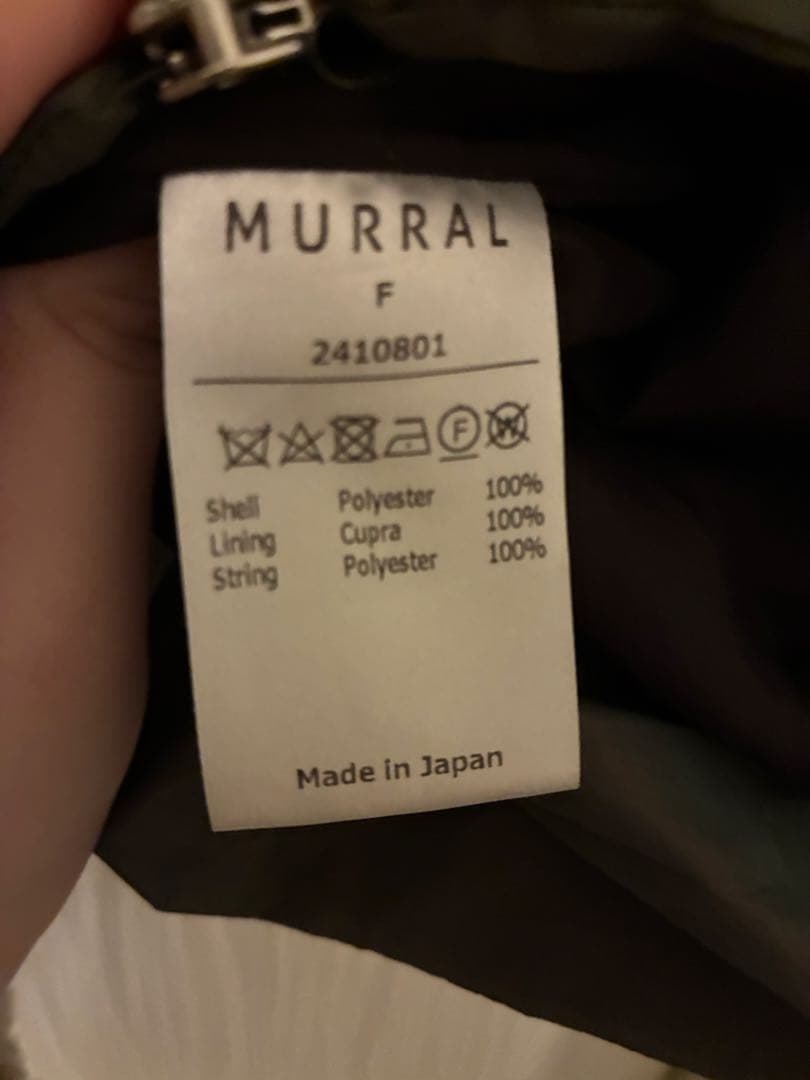 MURRAL
F
2410801
F W
Shell Polyester 100%
Lining Cupra 100%
String Polyester 100%
Made in Japan